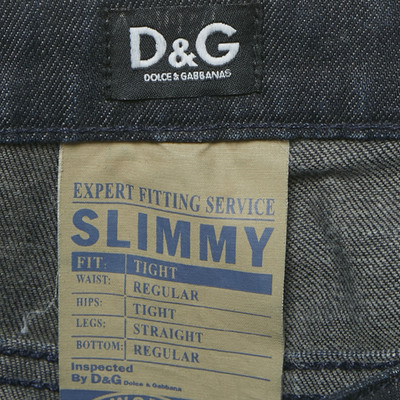 D&G
DOLCE & GABBANAS
EXPERT FITTING SERVICE
SLIMMY
FIT: TIGHT
WAIST: REGULAR
HIPS: TIGHT
LEGS: STRAIGHT
BOTTOM: REGULAR
Inspected
By D&G Dolce & Gabbana